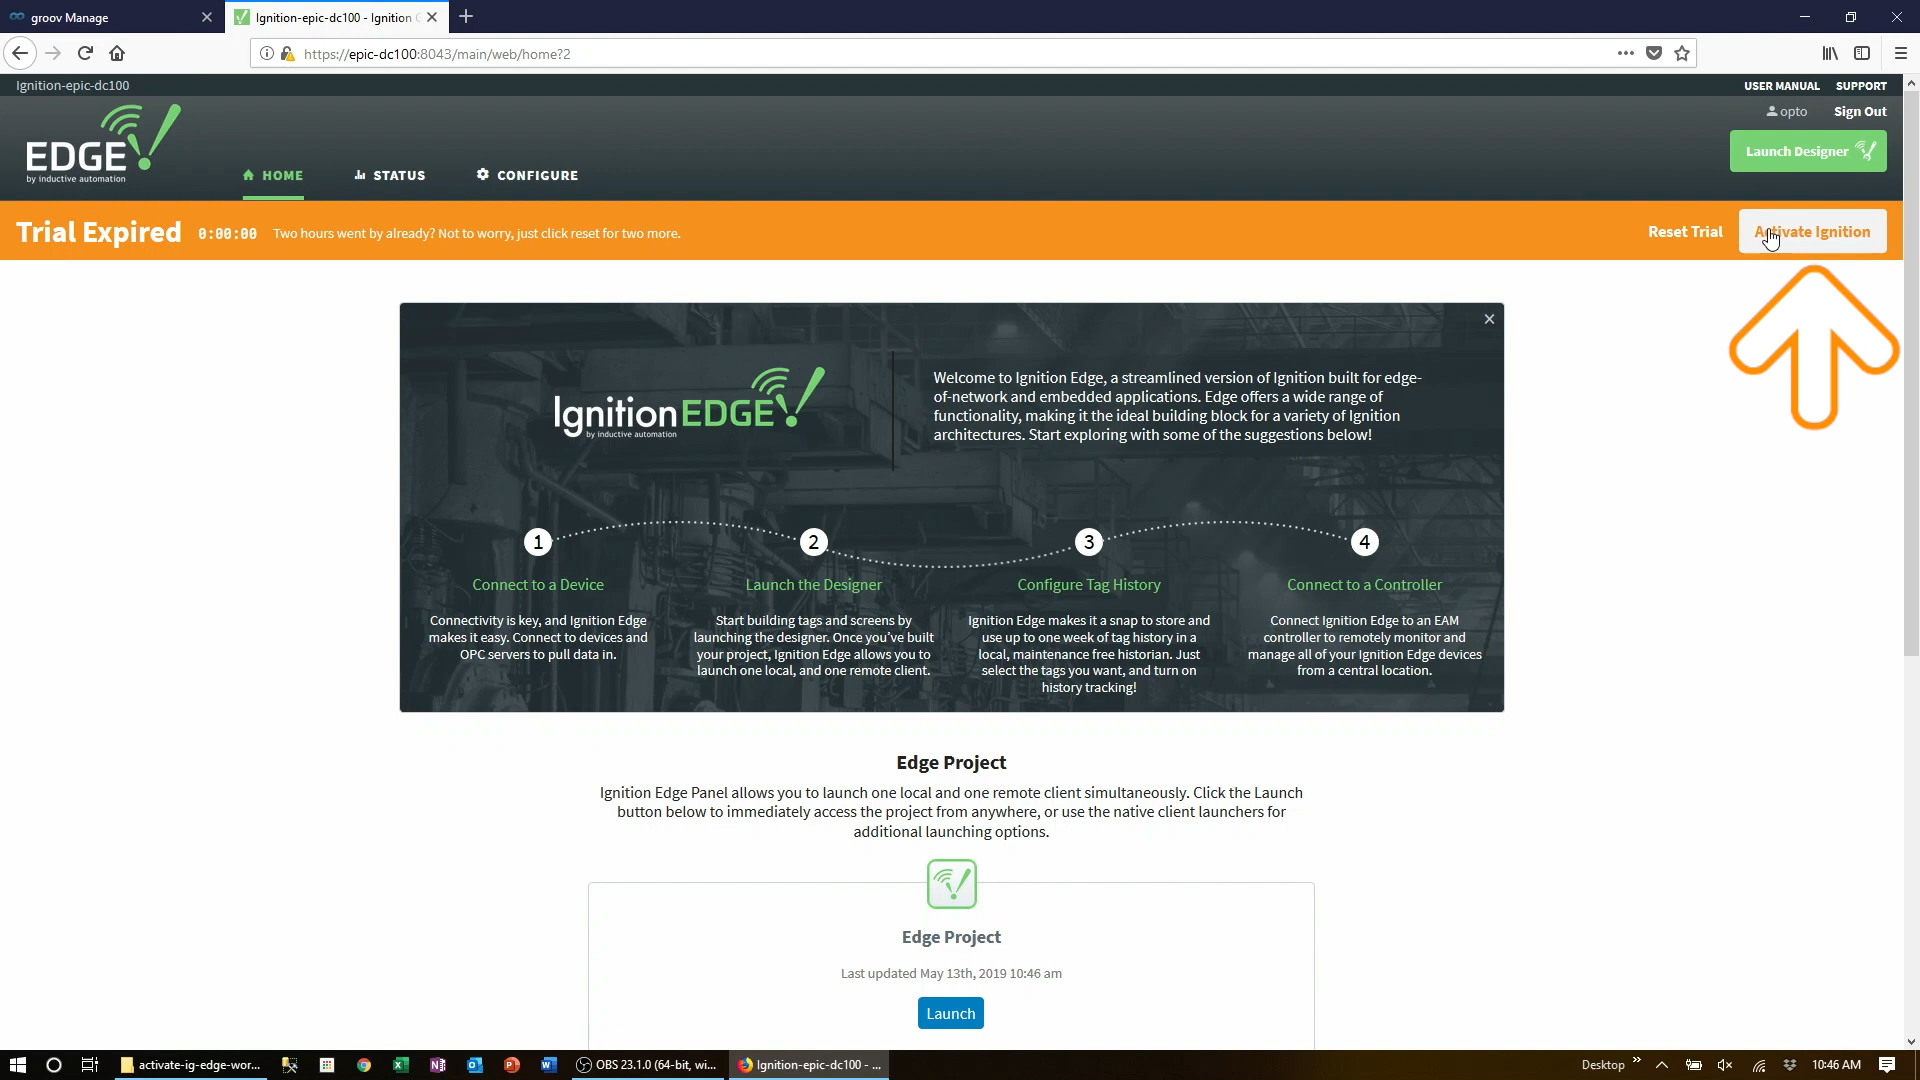 groov Manage
Ignition-epic-dc100 - Ignition
https://epic-dc100:8043/main/web/home?2
Ignition-epic-dc100
USER MANUAL SUPPORT
opto Sign Out
EDGE
by inductive automation
HOME
STATUS
CONFIGURE
Launch Designer
Trial Expired 0:00:00 Two hours went by already? Not to worry, just click reset for two more.
Reset Trial
Activate Ignition
Ignition EDGE
by inductive automation
Welcome to Ignition Edge, a streamlined version of Ignition built for edge-
of-network and embedded applications. Edge offers a wide range of
functionality, making it the ideal building block for a variety of Ignition
architectures. Start exploring with some of the suggestions below!
1
Connect to a Device
Connectivity is key, and Ignition Edge
makes it easy. Connect to devices and
OPC servers to pull data in.
2
Launch the Designer
Start building tags and screens by
launching the designer. Once you've built
your project, Ignition Edge allows you to
launch one local, and one remote client.
3
Configure Tag History
Ignition Edge makes it a snap to store and
use up to one week of tag history in a
local, maintenance free historian. Just
select the tags you want, and turn on
history tracking!
4
Connect to a Controller
Connect Ignition Edge to an EAM
controller to remotely monitor and
manage all of your Ignition Edge devices
from a central location.
Edge Project
Ignition Edge Panel allows you to launch one local and one remote client simultaneously. Click the Launch
button below to immediately access the project from anywhere, or use the native client launchers for
additional launching options.
Edge Project
Last updated May 13th, 2019 10:46 am
Launch
activate-ig-edge-wor...
OBS 23.1.0 (64-bit, wi...
Ignition-epic-dc100 - ...
Desktop
10:46 AM